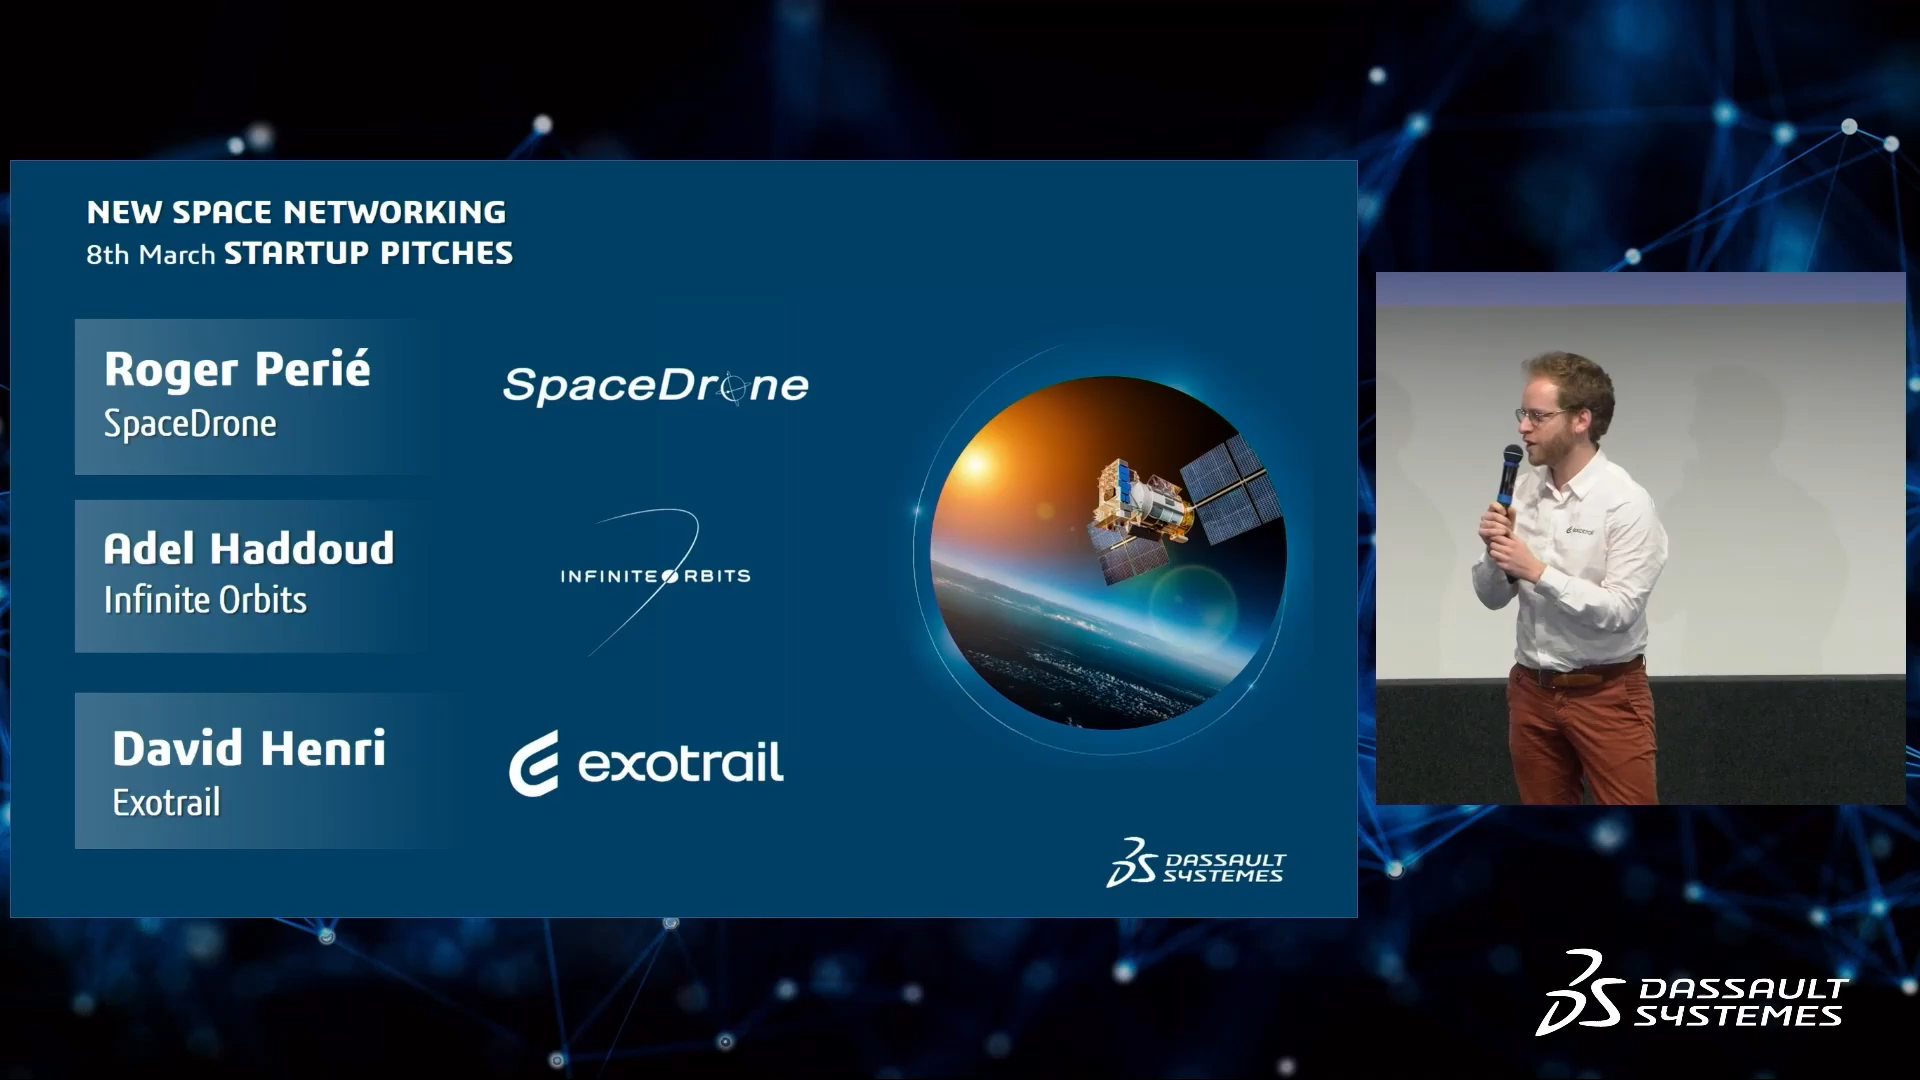 NEW SPACE NETWORKING
8th March STARTUP PITCHES
Roger Perié
SpaceDrone
SpaceDrone
Adel Haddoud
Infinite Orbits
INFINITE ORBITS
David Henri
Exotrail
exotrail
DASSAULT
SYSTEMES
exotrail
DASSAULT
SYSTEMES